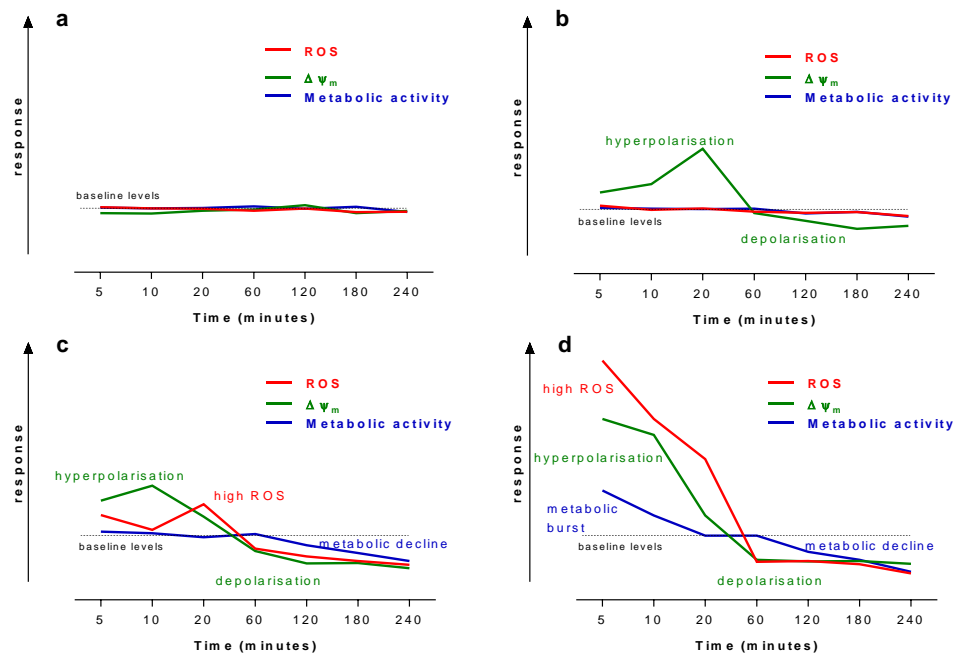 a
ROS
Δ ψm
Metabolic activity
response
baseline levels
5 10 20 60 120 180 240
Time (minutes)
b
ROS
Δ ψm
Metabolic activity
response
hyperpolarisation
baseline levels
depolarisation
5 10 20 60 120 180 240
Time (minutes)
c
ROS
Δ ψm
Metabolic activity
response
hyperpolarisation
high ROS
baseline levels
metabolic decline
depolarisation
5 10 20 60 120 180 240
Time (minutes)
d
ROS
Δ ψm
Metabolic activity
response
high ROS
hyperpolarisation
metabolic
burst
baseline levels
metabolic decline
depolarisation
5 10 20 60 120 180 240
Time (minutes)